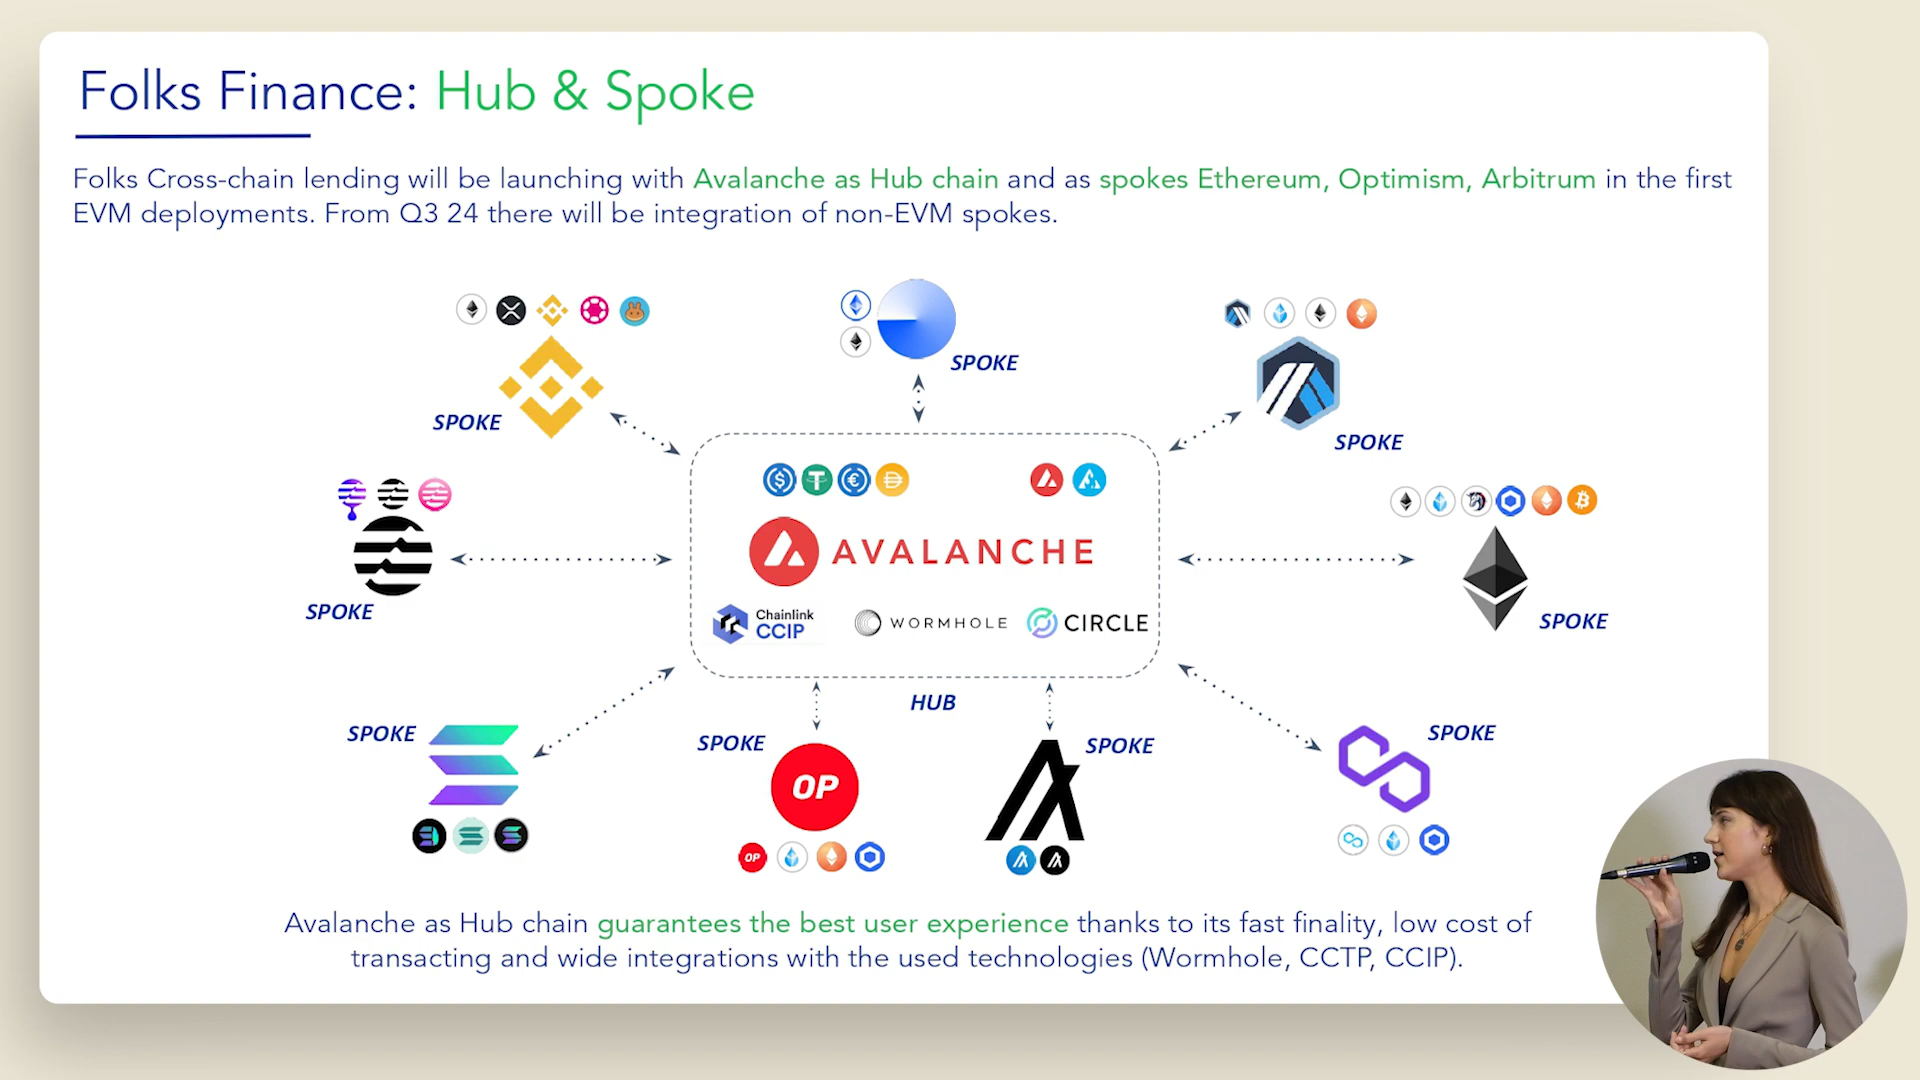 Folks Finance: Hub & Spoke
Folks Cross-chain lending will be launching with Avalanche as Hub chain and as spokes Ethereum, Optimism, Arbitrum in the first
EVM deployments. From Q3 24 there will be integration of non-EVM spokes.
SPOKE
SPOKE
SPOKE
AVALANCHE
SPOKE
SPOKE
Chainlink
CCIP
WORMHOLE
CIRCLE
HUB
SPOKE
SPOKE
SPOKE
SPOKE
OP
OP
Avalanche as Hub chain guarantees the best user experience thanks to its fast finality, low cost of
transacting and wide integrations with the used technologies (Wormhole, CCTP, CCIP).